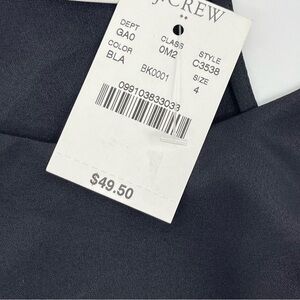 J.CREW
DEPT CLASS STYLE
GA0 0M2 C3538
COLOR SIZE
BLA BK0001 4
099103833033
$49.50